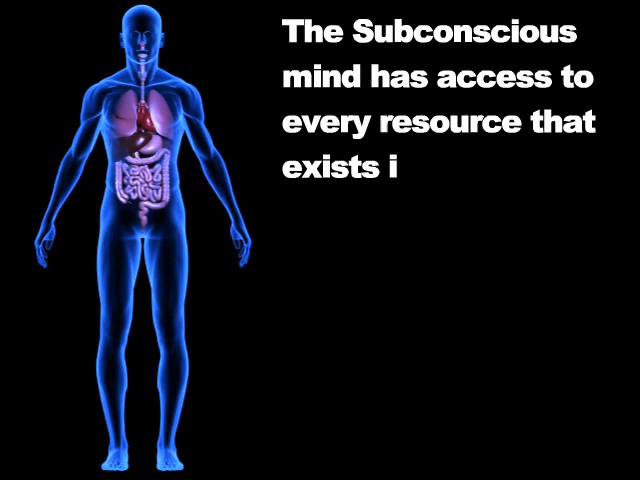 The Subconscious
mind has access to
every resource that
exists i